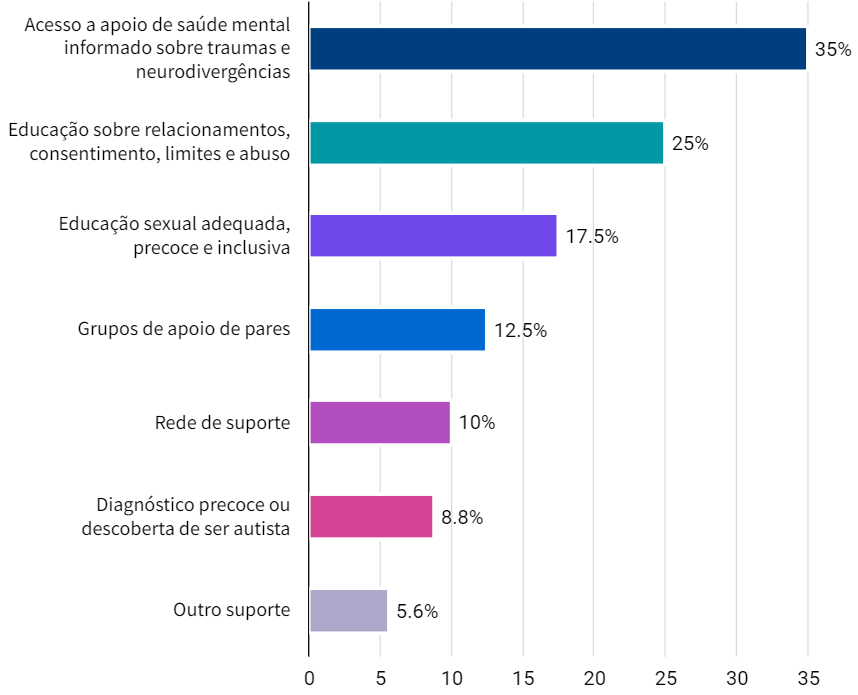 Acesso a apoio de saúde mental
informado sobre traumas e
neurodivergências
35%
Educação sobre relacionamentos,
consentimento, limites e abuso
25%
Educação sexual adequada,
precoce e inclusiva
17.5%
Grupos de apoio de pares
12.5%
Rede de suporte
10%
Diagnóstico precoce ou
descoberta de ser autista
8.8%
Outro suporte
5.6%
0 5 10 15 20 25 30 35